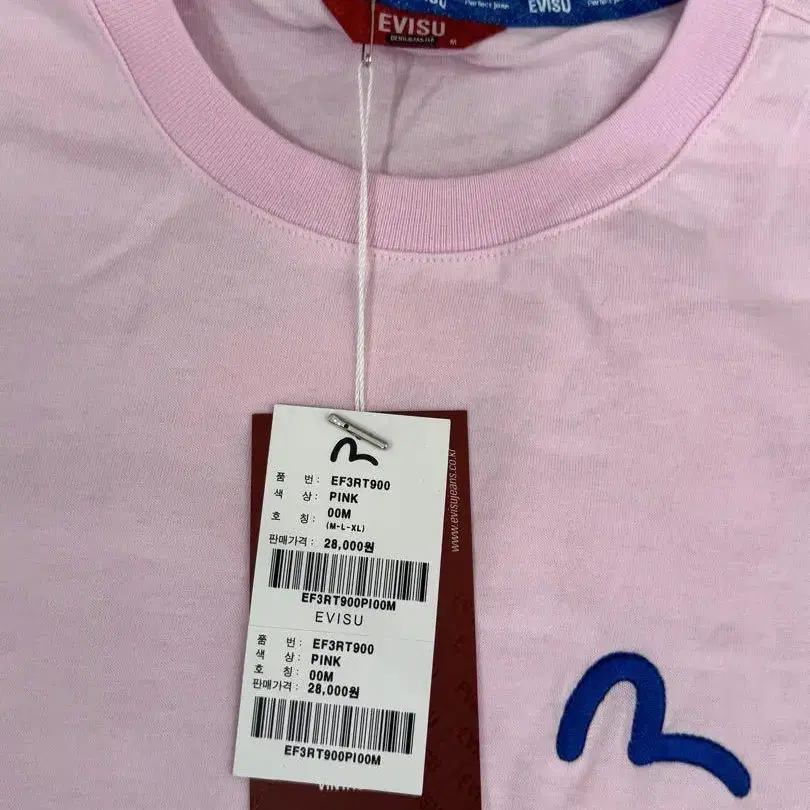 Perfect jean
EVISU
EVISU
M
www.evisujeans.co.kr
품 번: EF3RT900
색 상: PINK
호 칭: 00M
(M-L-XL)
판매가격: 28,000원
EF3RT900PI00M
EVISU
품 번: EF3RT900
색 상: PINK
호 칭: 00M
판매가격: 28,000원
EF3RT900PI00M